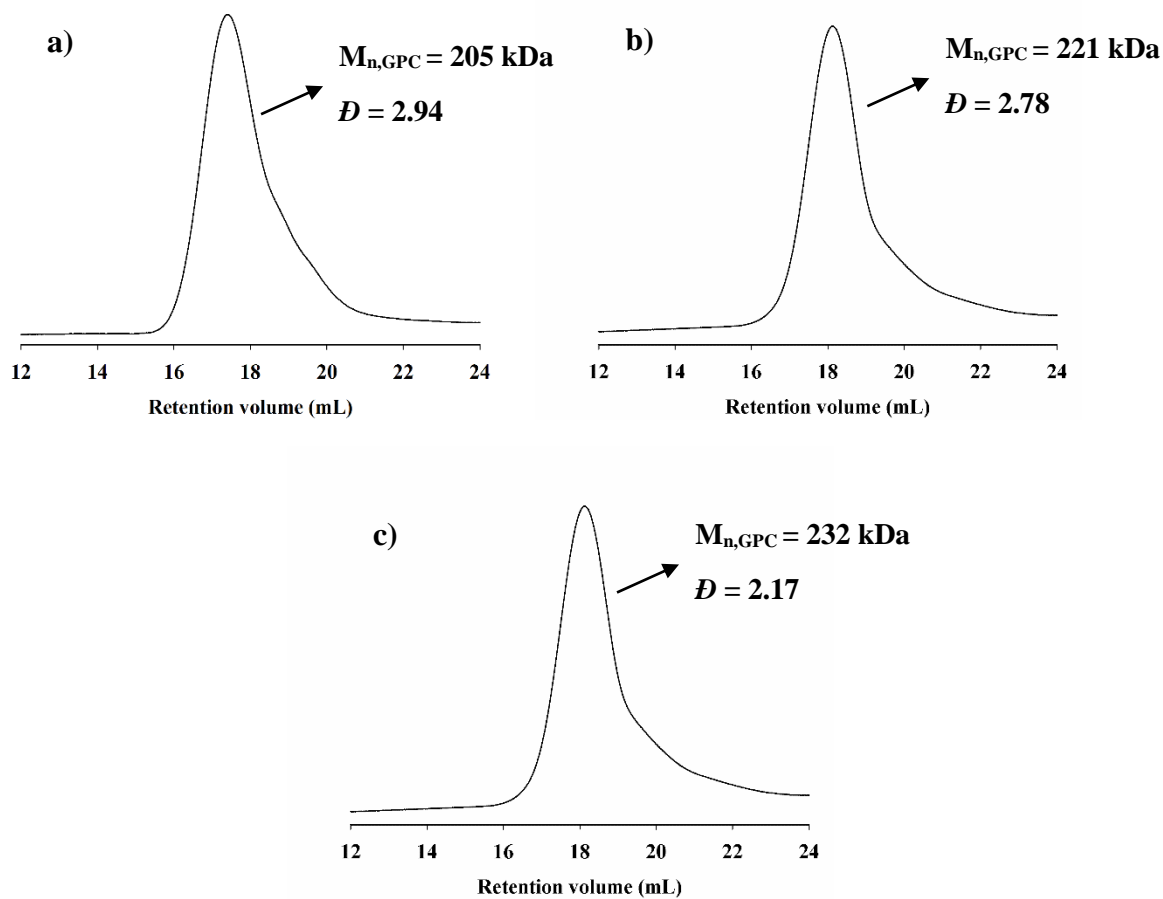 a)
Mn,GPC = 205 kDa
Đ = 2.94
12 14 16 18 20 22 24
Retention volume (mL)
b)
Mn,GPC = 221 kDa
Đ = 2.78
12 14 16 18 20 22 24
Retention volume (mL)
c)
Mn,GPC = 232 kDa
Đ = 2.17
12 14 16 18 20 22 24
Retention volume (mL)